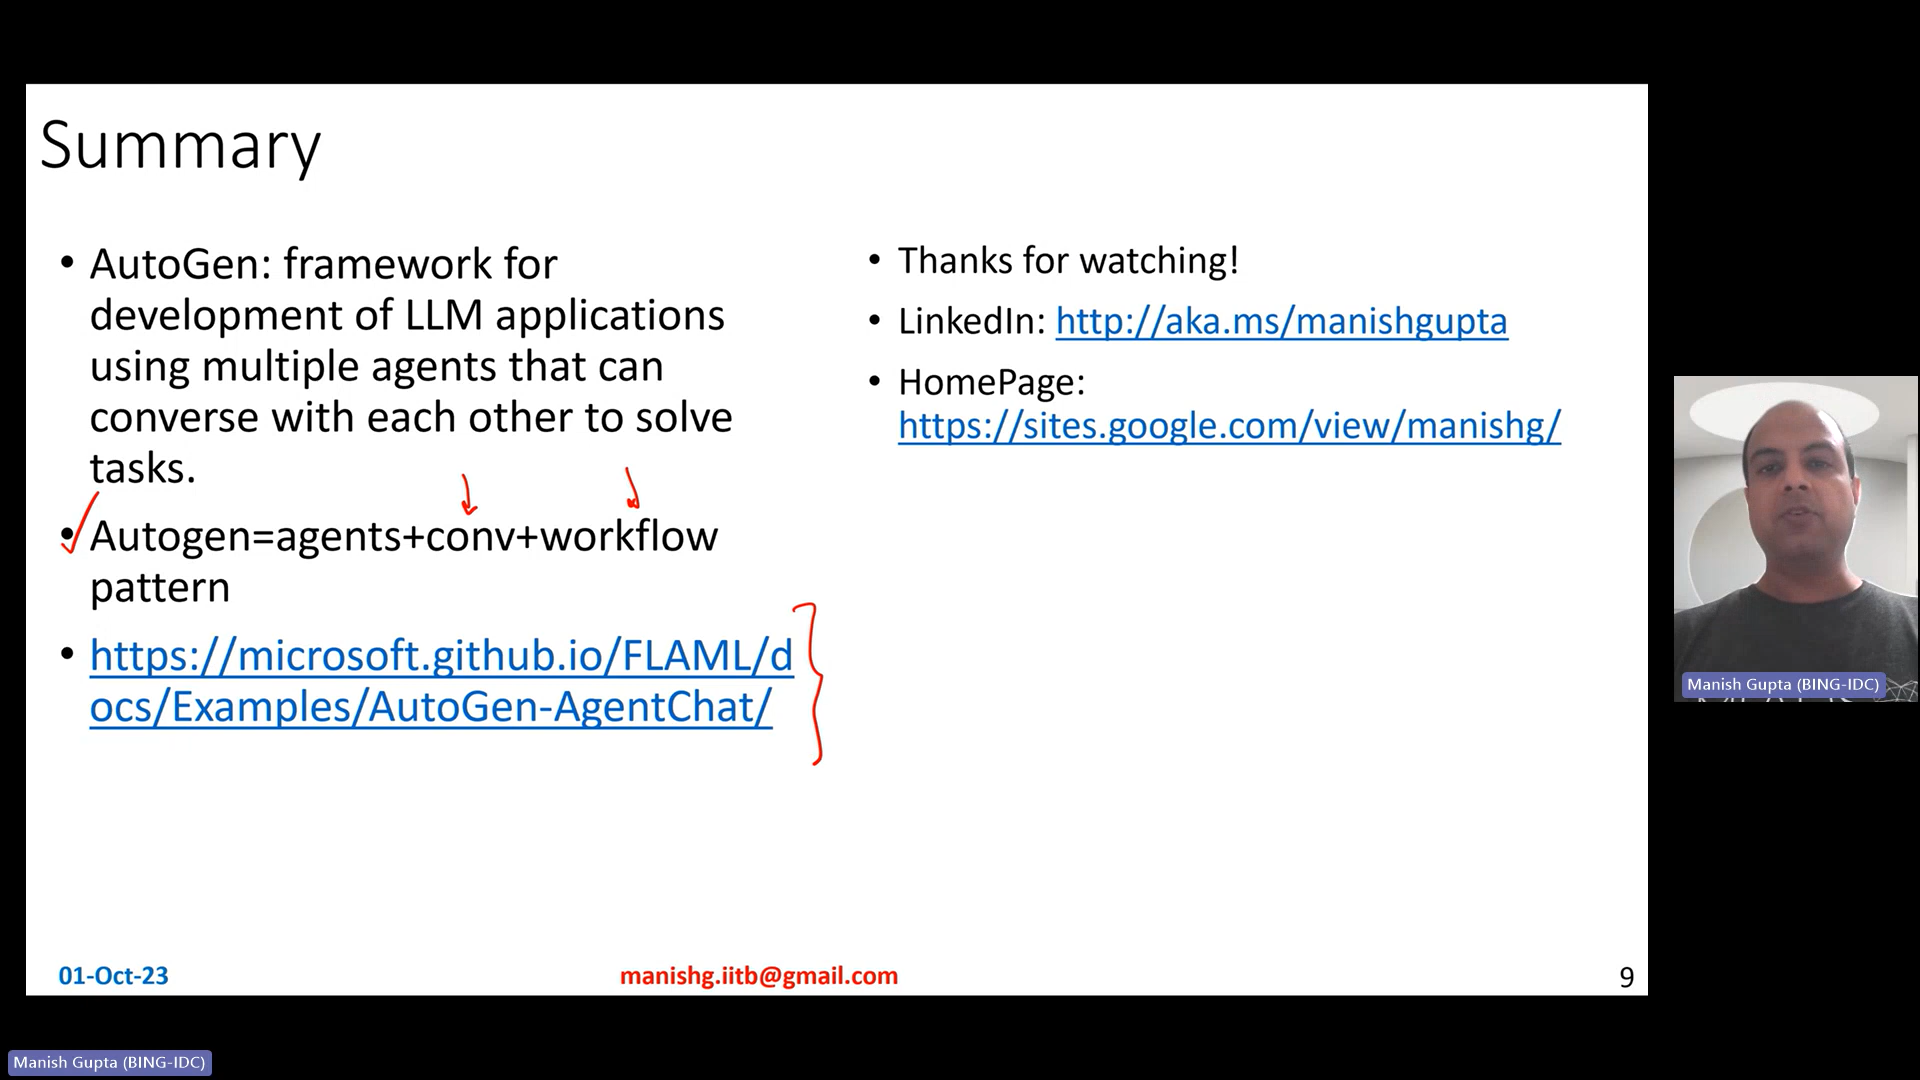 Summary
• AutoGen: framework for
development of LLM applications
using multiple agents that can
converse with each other to solve
tasks.
• Autogen=agents+conv+workflow
pattern
• https://microsoft.github.io/FLAML/d
ocs/Examples/AutoGen-AgentChat/
• Thanks for watching!
• LinkedIn: http://aka.ms/manishgupta
• HomePage:
https://sites.google.com/view/manishg/
Manish Gupta (BING-IDC)
01-Oct-23
manishg.iitb@gmail.com
9
Manish Gupta (BING-IDC)